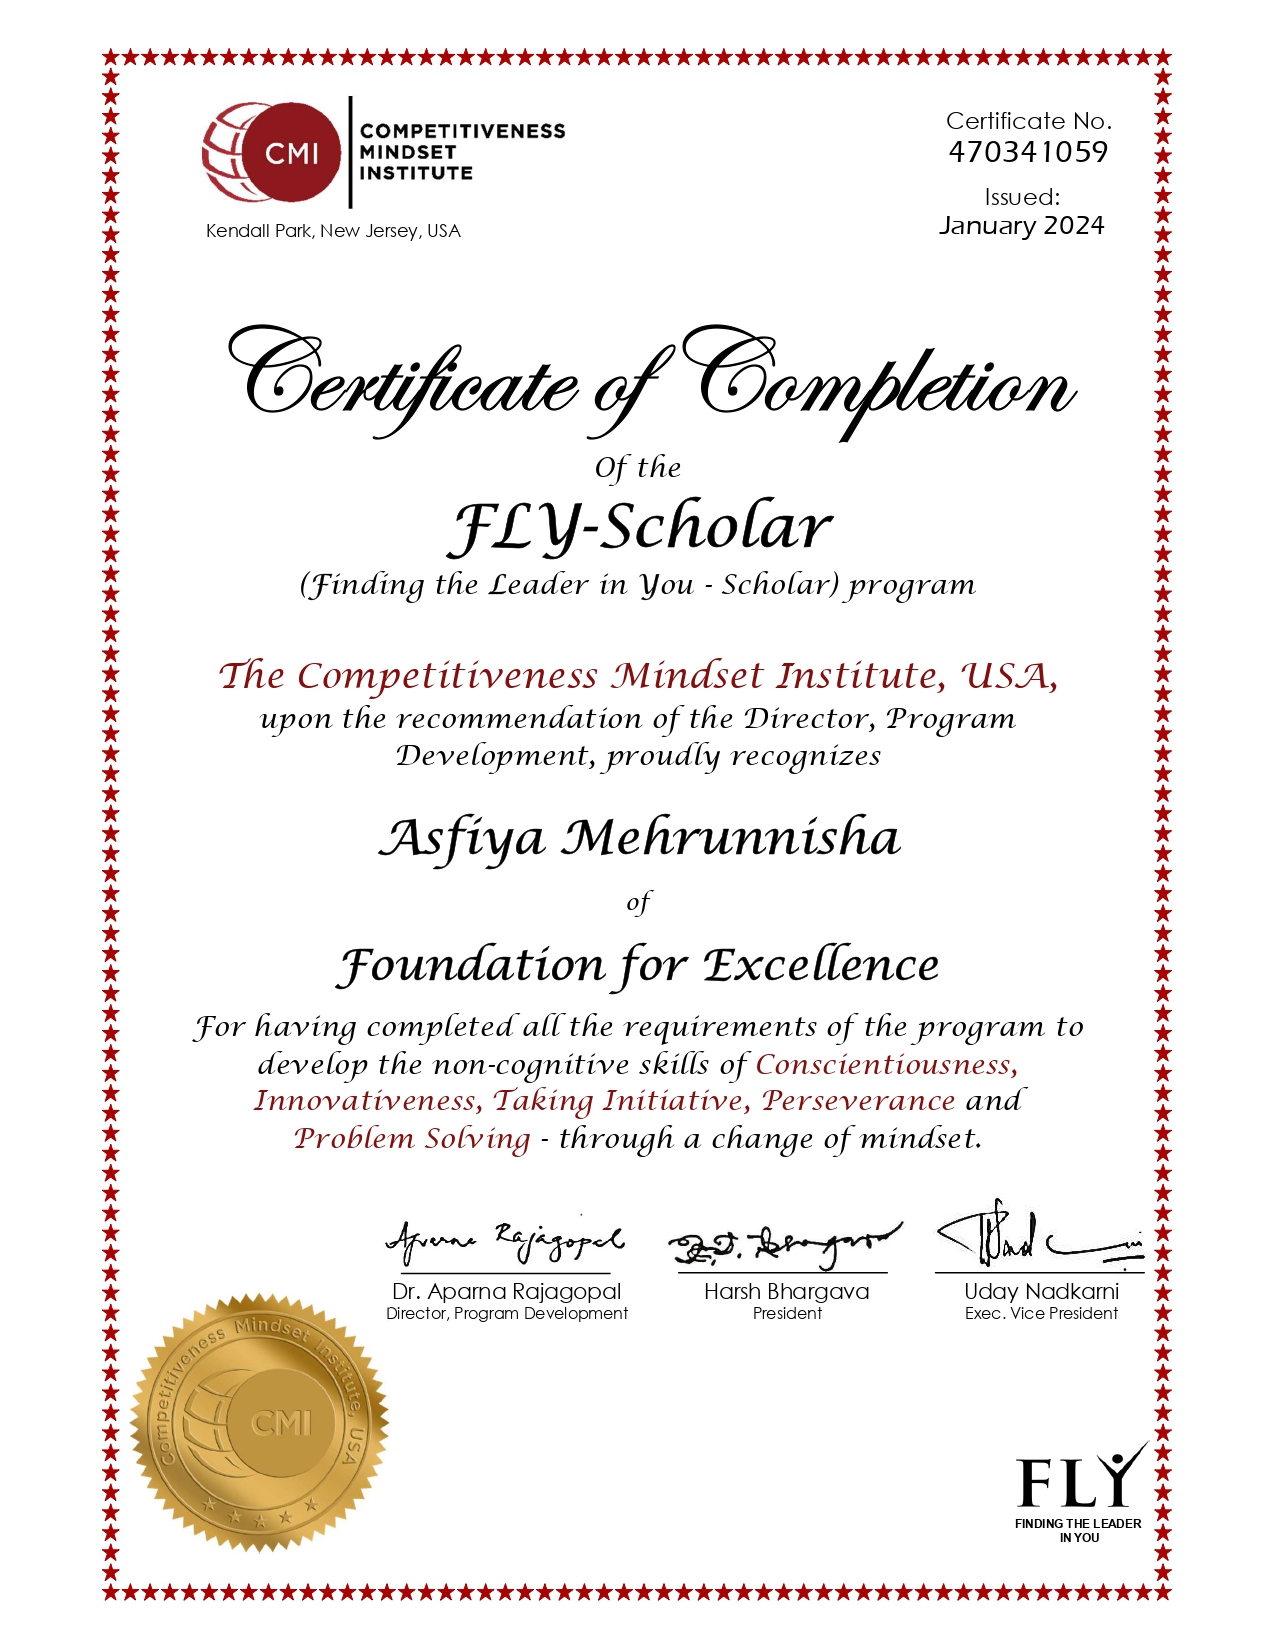 CMI
COMPETITIVENESS
MINDSET
INSTITUTE
Kendall Park, New Jersey, USA
Certificate No.
470341059
Issued:
January 2024
Certificate of Completion
Of the
FLY-Scholar
(Finding the Leader in You - Scholar) program
The Competitiveness Mindset Institute, USA,
upon the recommendation of the Director, Program
Development, proudly recognizes
Asfiya Mehrunnisha
of
Foundation for Excellence
For having completed all the requirements of the program to
develop the non-cognitive skills of Conscientiousness,
Innovativeness, Taking Initiative, Perseverance and
Problem Solving - through a change of mindset.
Aparna Rajagopal
Dr. Aparna Rajagopal
Director, Program Development
Harsh Bhargava
President
Uday Nadkarni
Exec. Vice President
Competitiveness Mindset Institute, USA
CMI
FLY
FINDING THE LEADER
IN YOU